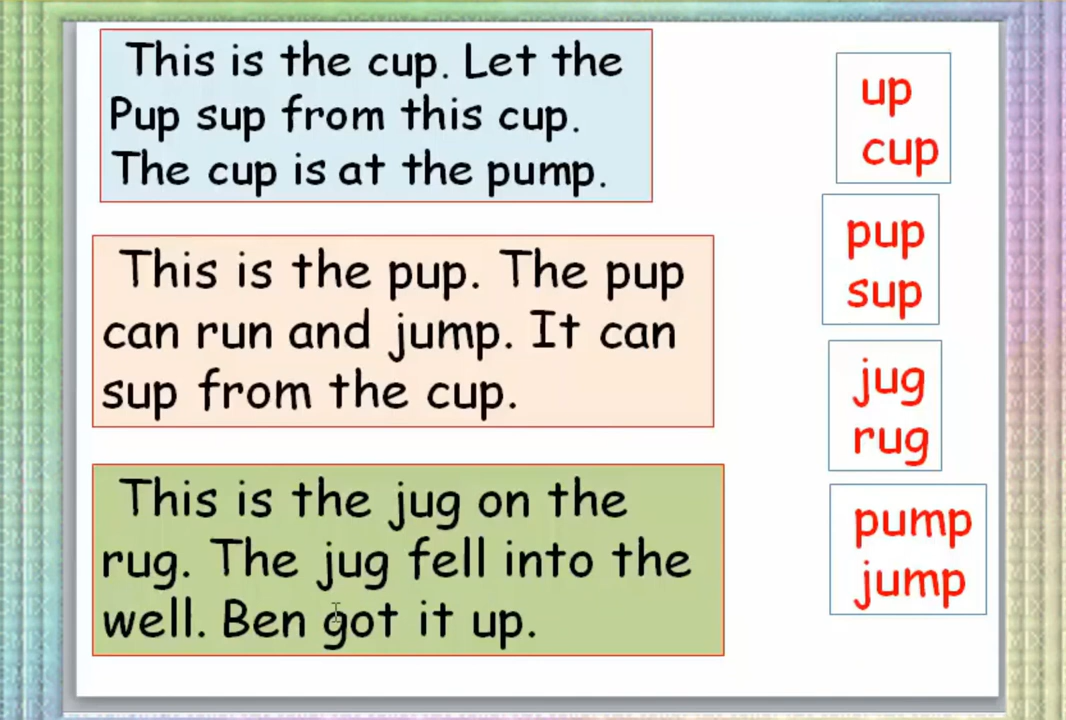 This is the cup. Let the
Pup sup from this cup.
The cup is at the pump.
This is the pup. The pup
can run and jump. It can
sup from the cup.
This is the jug on the
rug. The jug fell into the
well. Ben got it up.
up
cup
pup
sup
jug
rug
pump
jump